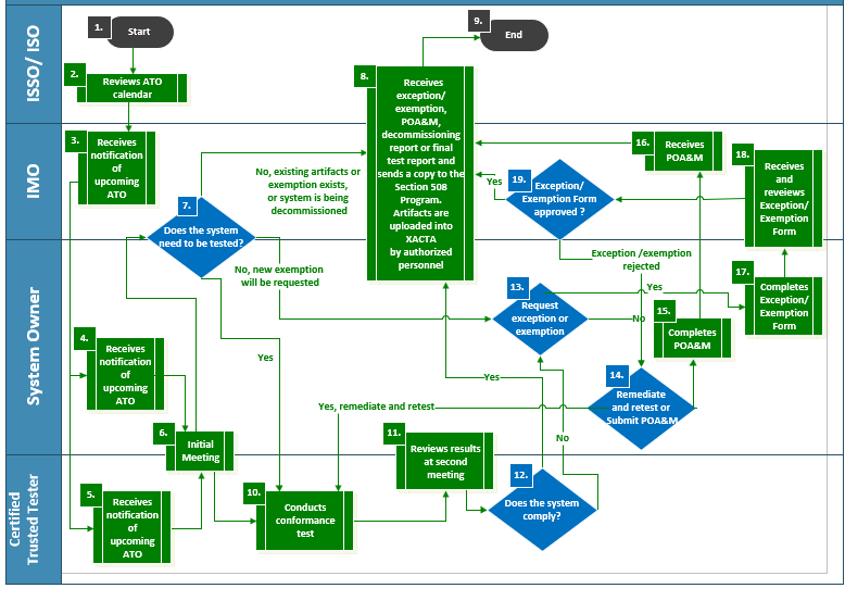 ISSO/ ISO
IMO
System Owner
Certified
Trusted Tester
1.
Start
2.
Reviews ATO
calendar
3.
Receives
notification
of
upcoming
ATO
4.
Receives
notification
of
upcoming
ATO
5.
Receives
notification
of
upcoming
ATO
6.
Initial
Meeting
7.
Does the system
need to be tested?
No, existing artifacts or
exemption exists,
or system is being
decommissioned
No, new exemption
will be requested
Yes
8.
Receives
exception/
exemption,
POA&M,
decommissioning
report or final
test report and
sends a copy to the
Section 508
Program.
Artifacts are
uploaded into
XACTA
by authorized
personnel
9.
End
10.
Conducts
conformance
test
11.
Reviews results
at second
meeting
12.
Does the system
comply?
Yes
No
13.
Request
exception or
exemption
Yes
No
14.
Remediate
and retest or
Submit POA&M
Yes, remediate and retest
15.
Completes
POA&M
16.
Receives
POA&M
17.
Completes
Exception/
Exemption
Form
18.
Receives
and
reveiews
Exception/
Exemption
Form
19.
Exception/
Exemption Form
approved ?
Yes
Exception /exemption
rejected